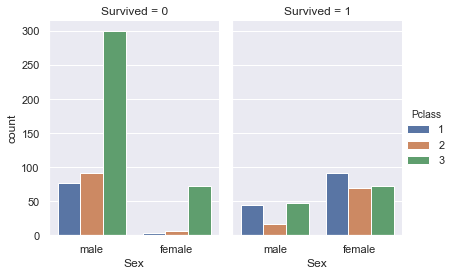 Survived = 0
Survived = 1
300
250
200
150
100
50
0
count
male
female
Sex
male
female
Sex
Pclass
1
2
3